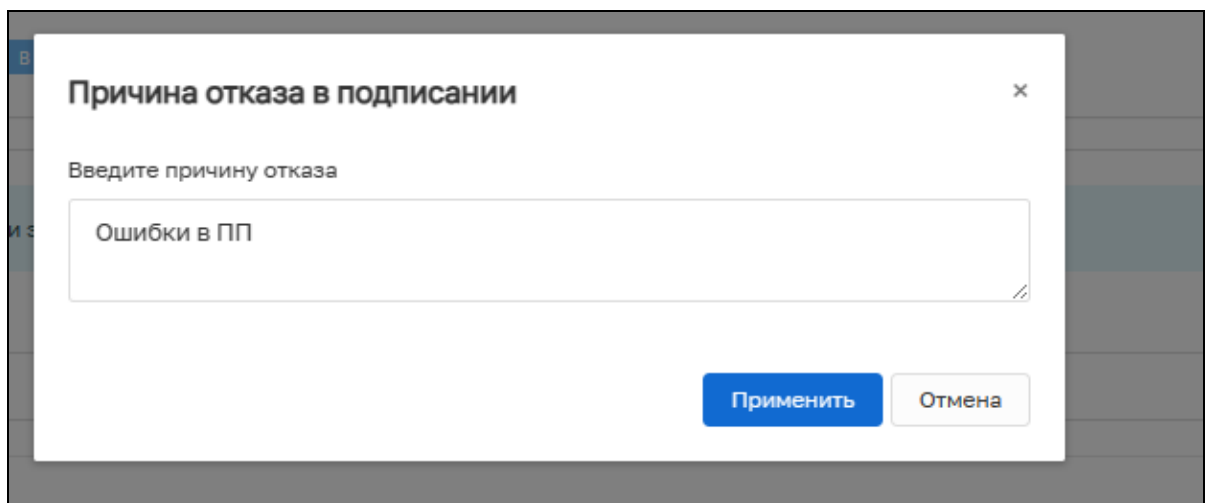 В
Причина отказа в подписании
×
Введите причину отказа
и з
Ошибки в ПП
Применить
Отмена